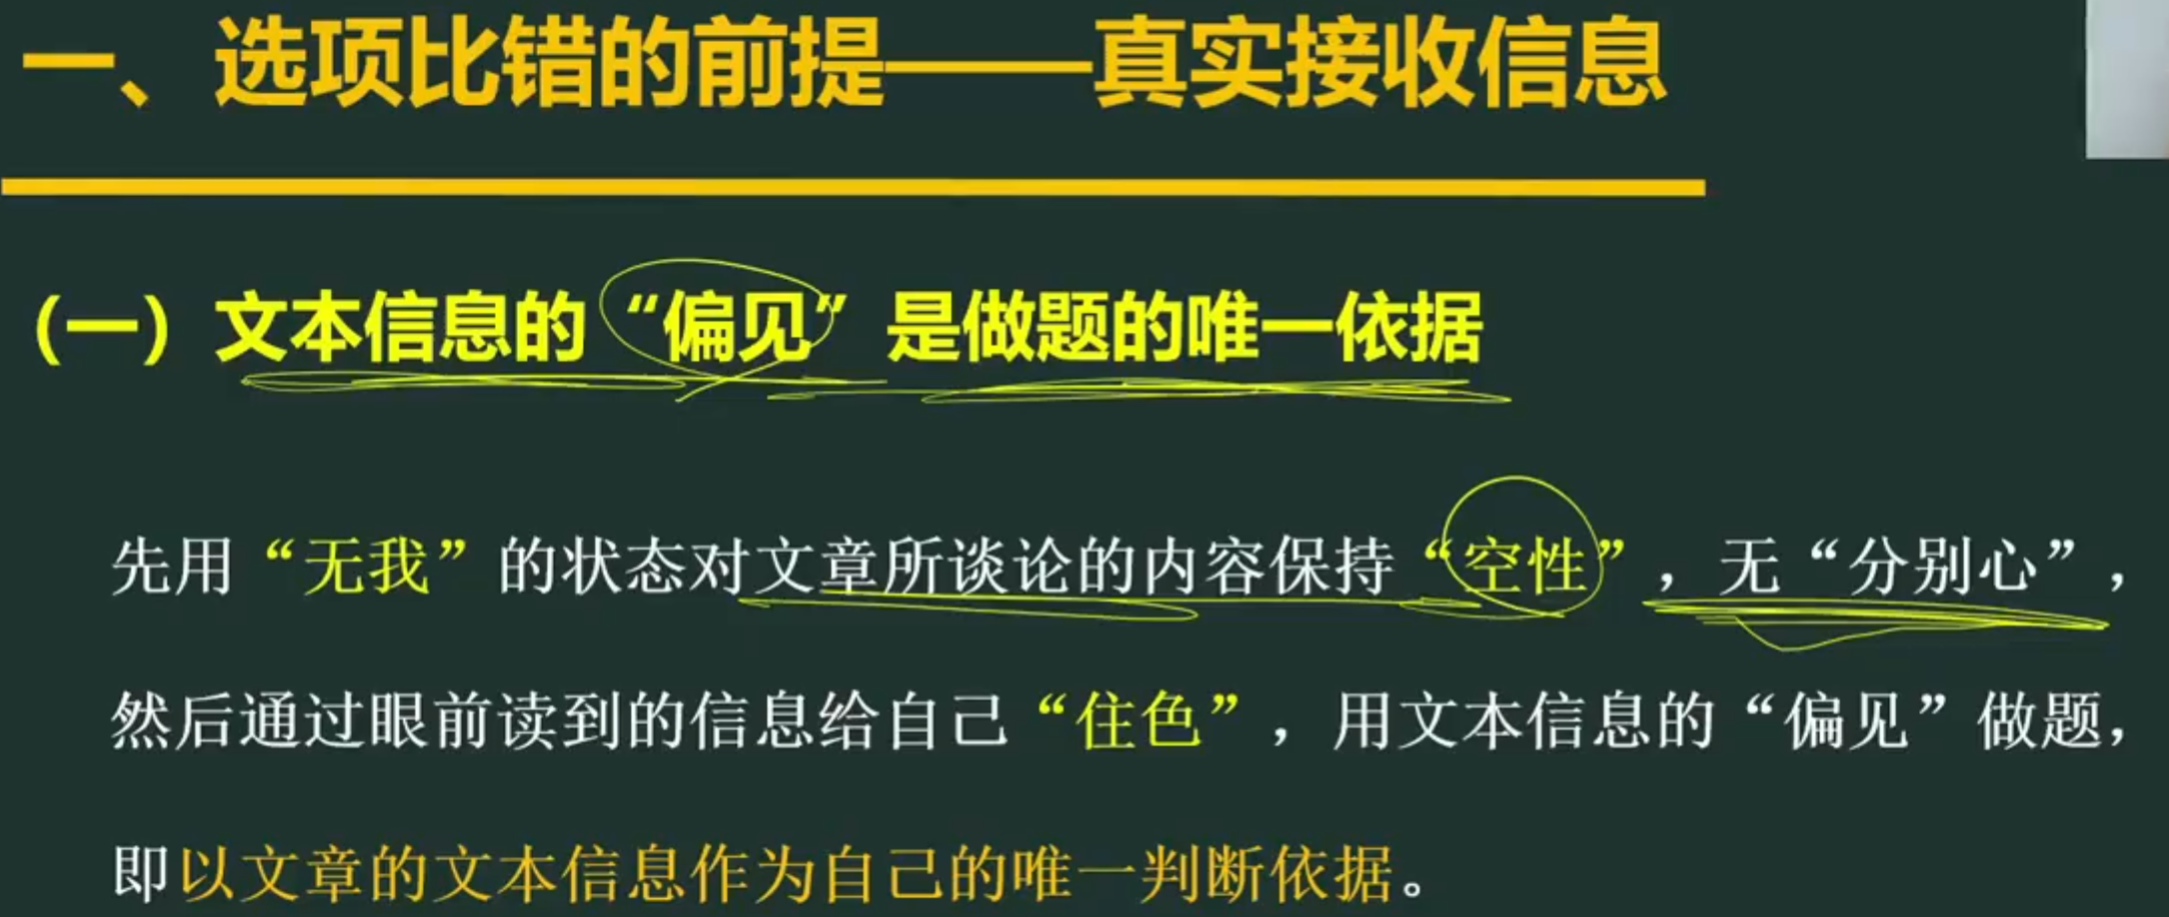 一、选项比错的前提——真实接收信息
（一）文本信息的“偏见”是做题的唯一依据
先用“无我”的状态对文章所谈论的内容保持“空性”，无“分别心”，
然后通过眼前读到的信息给自己“住色”，用文本信息的“偏见”做题，
即以文章的文本信息作为自己的唯一判断依据。